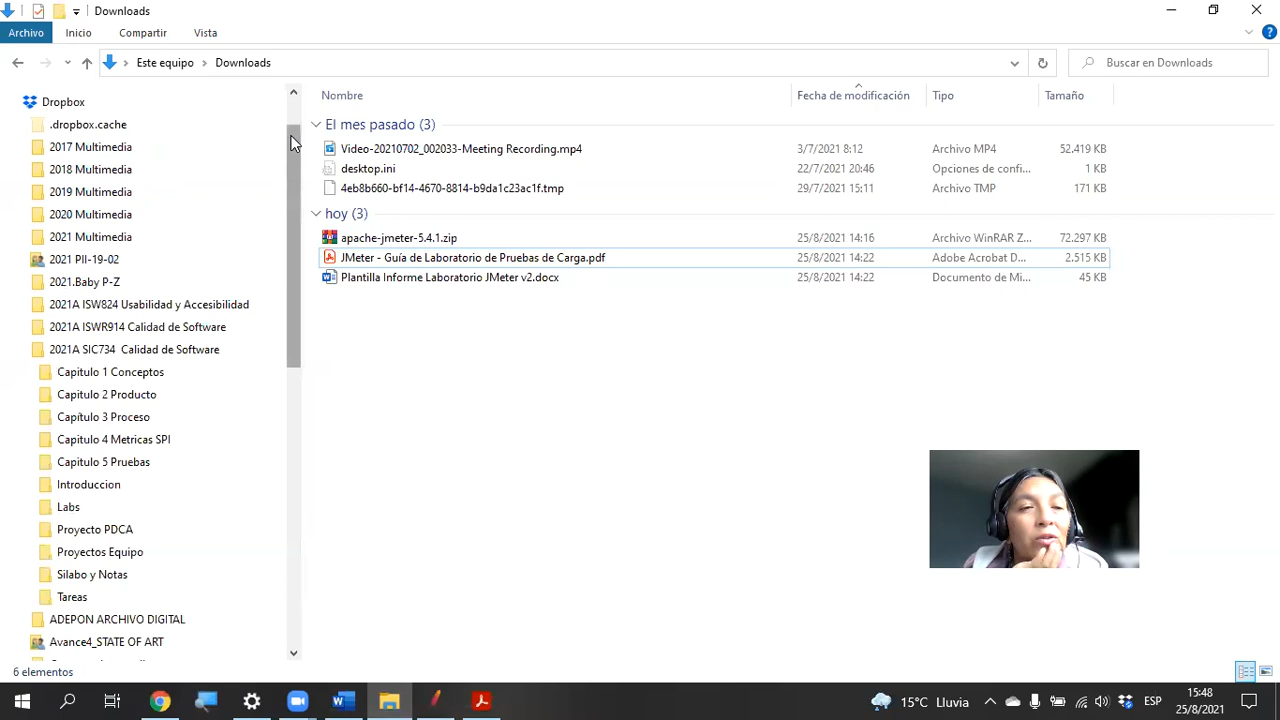 Downloads
Archivo Inicio Compartir Vista
Este equipo Downloads Buscar en Downloads
Nombre Fecha de modificación Tipo Tamaño
Dropbox
.dropbox.cache
2017 Multimedia
2018 Multimedia
2019 Multimedia
2020 Multimedia
2021 Multimedia
2021 PII-19-02
2021.Baby P-Z
2021A ISW824 Usabilidad y Accesibilidad
2021A ISWR914 Calidad de Software
2021A SIC734 Calidad de Software
Capitulo 1 Conceptos
Capitulo 2 Producto
Capítulo 3 Proceso
Capitulo 4 Metricas SPI
Capitulo 5 Pruebas
Introduccion
Labs
Proyecto PDCA
Proyectos Equipo
Silabo y Notas
Tareas
ADEPON ARCHIVO DIGITAL
Avance4_STATE OF ART
El mes pasado (3)
Video-20210702_002033-Meeting Recording.mp4 3/7/2021 8:12 Archivo MP4 52.419 KB
desktop.ini 22/7/2021 20:46 Opciones de confi... 1 KB
4eb8b660-bf14-4670-8814-b9da1c23ac1f.tmp 29/7/2021 15:11 Archivo TMP 171 KB
hoy (3)
apache-jmeter-5.4.1.zip 25/8/2021 14:16 Archivo WinRAR Z... 72.297 KB
JMeter - Guía de Laboratorio de Pruebas de Carga.pdf 25/8/2021 14:22 Adobe Acrobat D... 2.515 KB
Plantilla Informe Laboratorio JMeter v2.docx 25/8/2021 14:22 Documento de Mi... 45 KB
6 elementos
15°C Lluvia ESP 15:48
25/8/2021